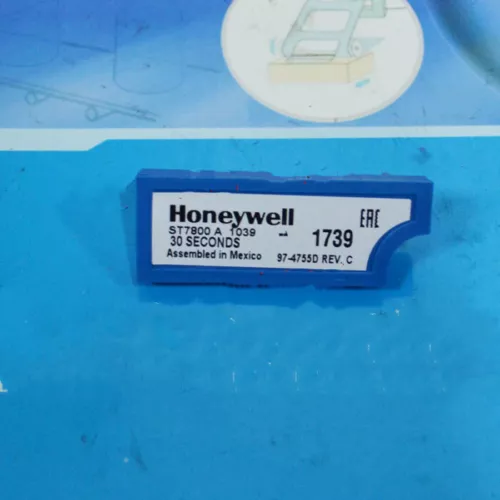 Honeywell
EAC
ST7800 A 1039
30 SECONDS
1739
Assembled in Mexico 97-4755D REV. C